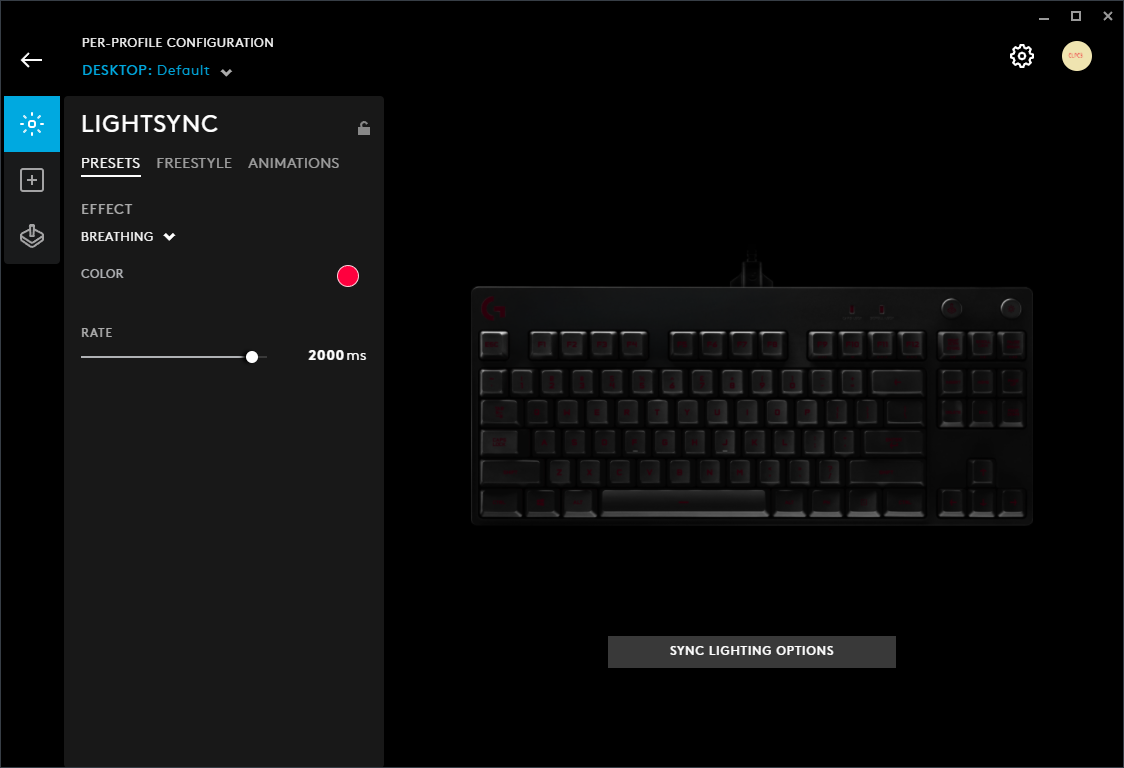 PER-PROFILE CONFIGURATION
DESKTOP: Default
LIGHTSYNC
PRESETS FREESTYLE ANIMATIONS
EFFECT
BREATHING
COLOR
RATE
2000 ms
SYNC LIGHTING OPTIONS